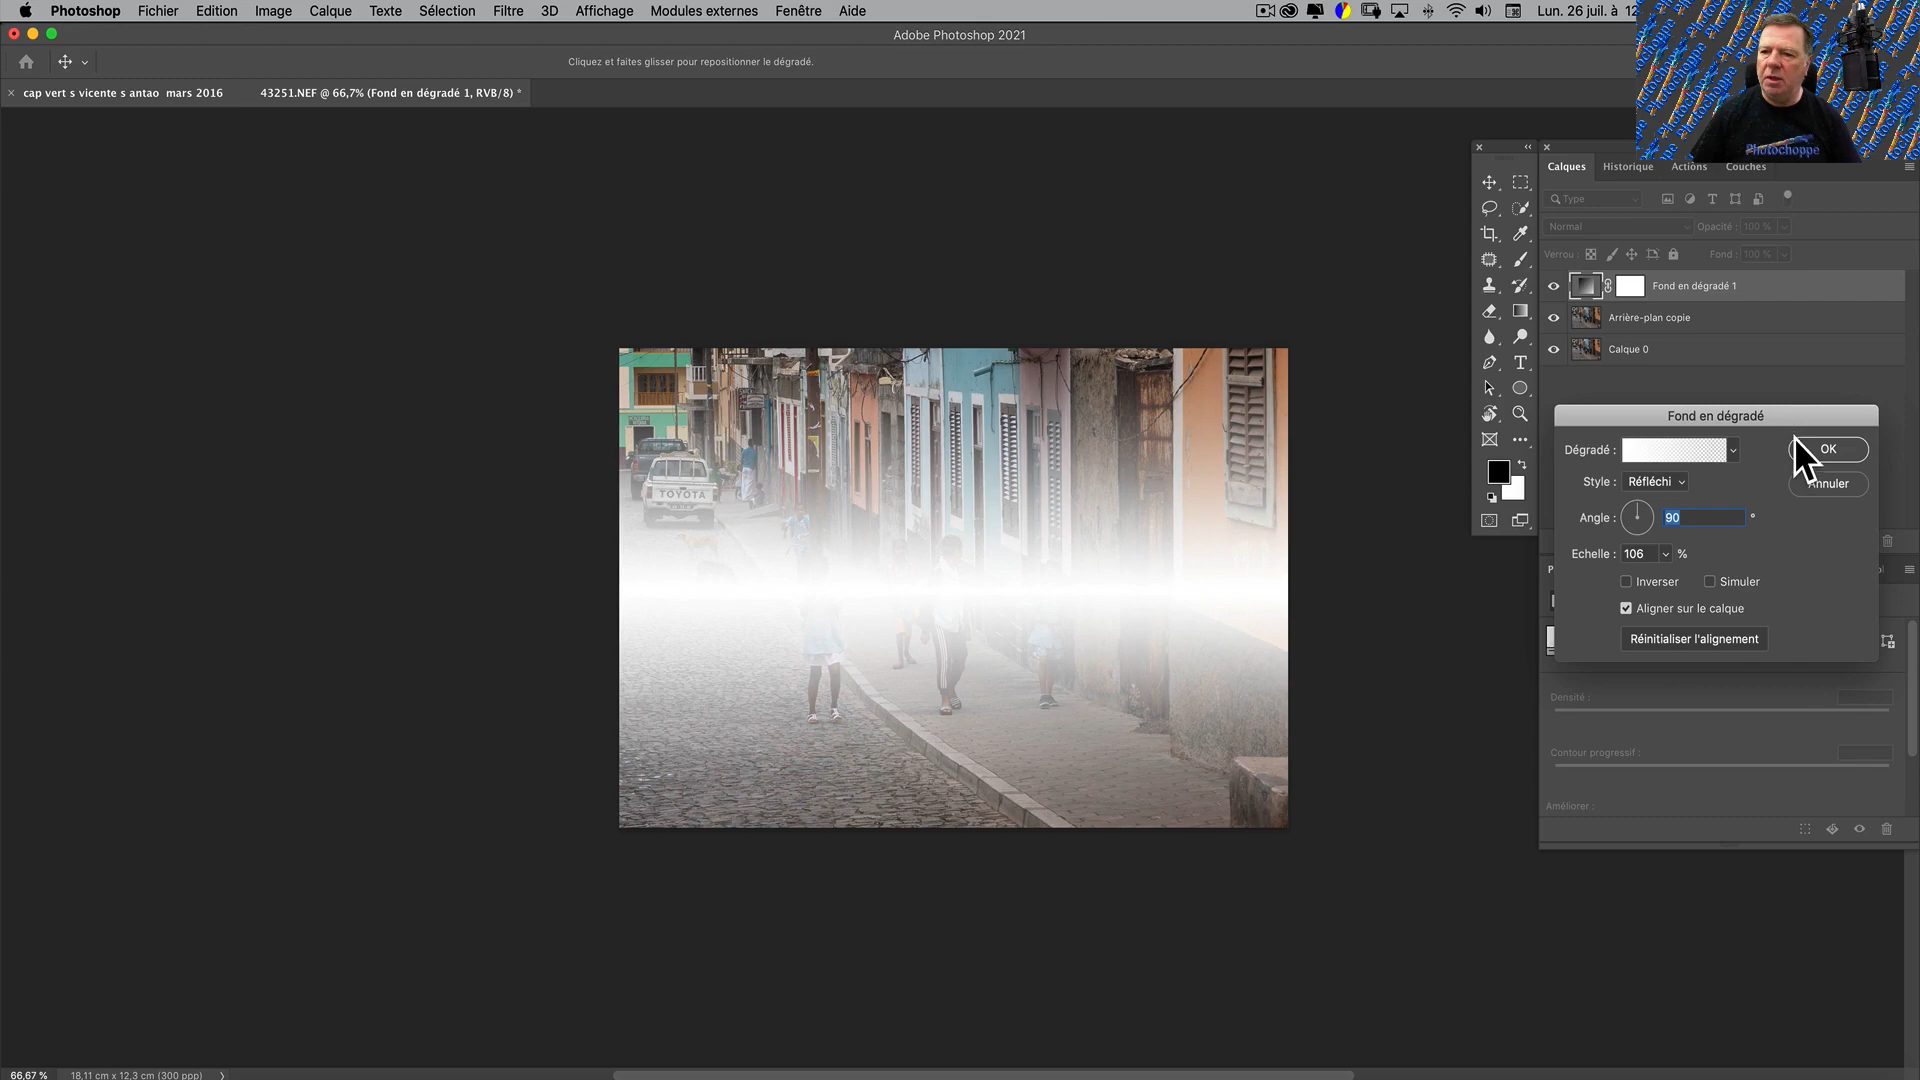 Photoshop Fichier Edition Image Calque Texte Sélection Filtre 3D Affichage Modules externes Fenêtre Aide
Lun. 26 juil. à 12
Adobe Photoshop 2021
Cliquez et faites glisser pour repositionner le dégradé.
cap vert s vicente s antao mars 2016
43251.NEF @ 66,7% (Fond en dégradé 1, RVB/8) *
Photochoppe
Calques Historique Actions Couches
Type
Normal Opacité : 100 %
Verrou : Fond : 100 %
Fond en dégradé 1
Arrière-plan copie
Calque 0
Fond en dégradé
Dégradé : OK
Style : Réfléchi Annuler
Angle : 90 °
Echelle : 106 %
Inverser Simuler
Aligner sur le calque
Réinitialiser l'alignement
Densité :
Contour progressif :
Améliorer :
TOYOTA
66,67 % 18,11 cm x 12,3 cm (300 ppp)